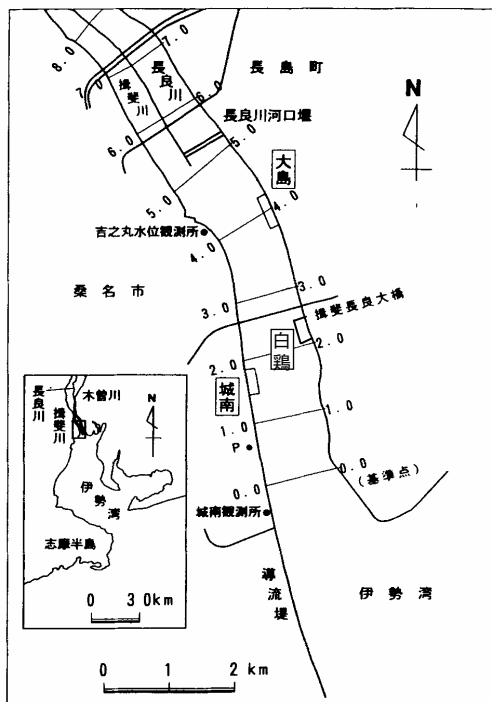 8.0
7.0
7.0
揖斐川
長良川
長島町
6.0
6.0
長良川河口堰
N
5.0
5.0
大島
吉之丸水位観測所
4.0
4.0
桑名市
3.0
3.0
揖斐長良大橋
白鶏
2.0
2.0
城南
1.0
1.0
P
0.0
0.0
(基準点)
城南観測所
導流堤
伊勢湾
長良川
揖斐川
木曽川
N
伊勢湾
志摩半島
0 30km
0 1 2 km